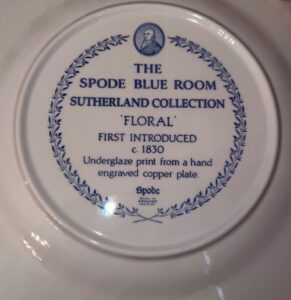 THE
SPODE BLUE ROOM
SUTHERLAND COLLECTION
'FLORAL'
FIRST INTRODUCED
c. 1830
Underglaze print from a hand
engraved copper plate.
Spode